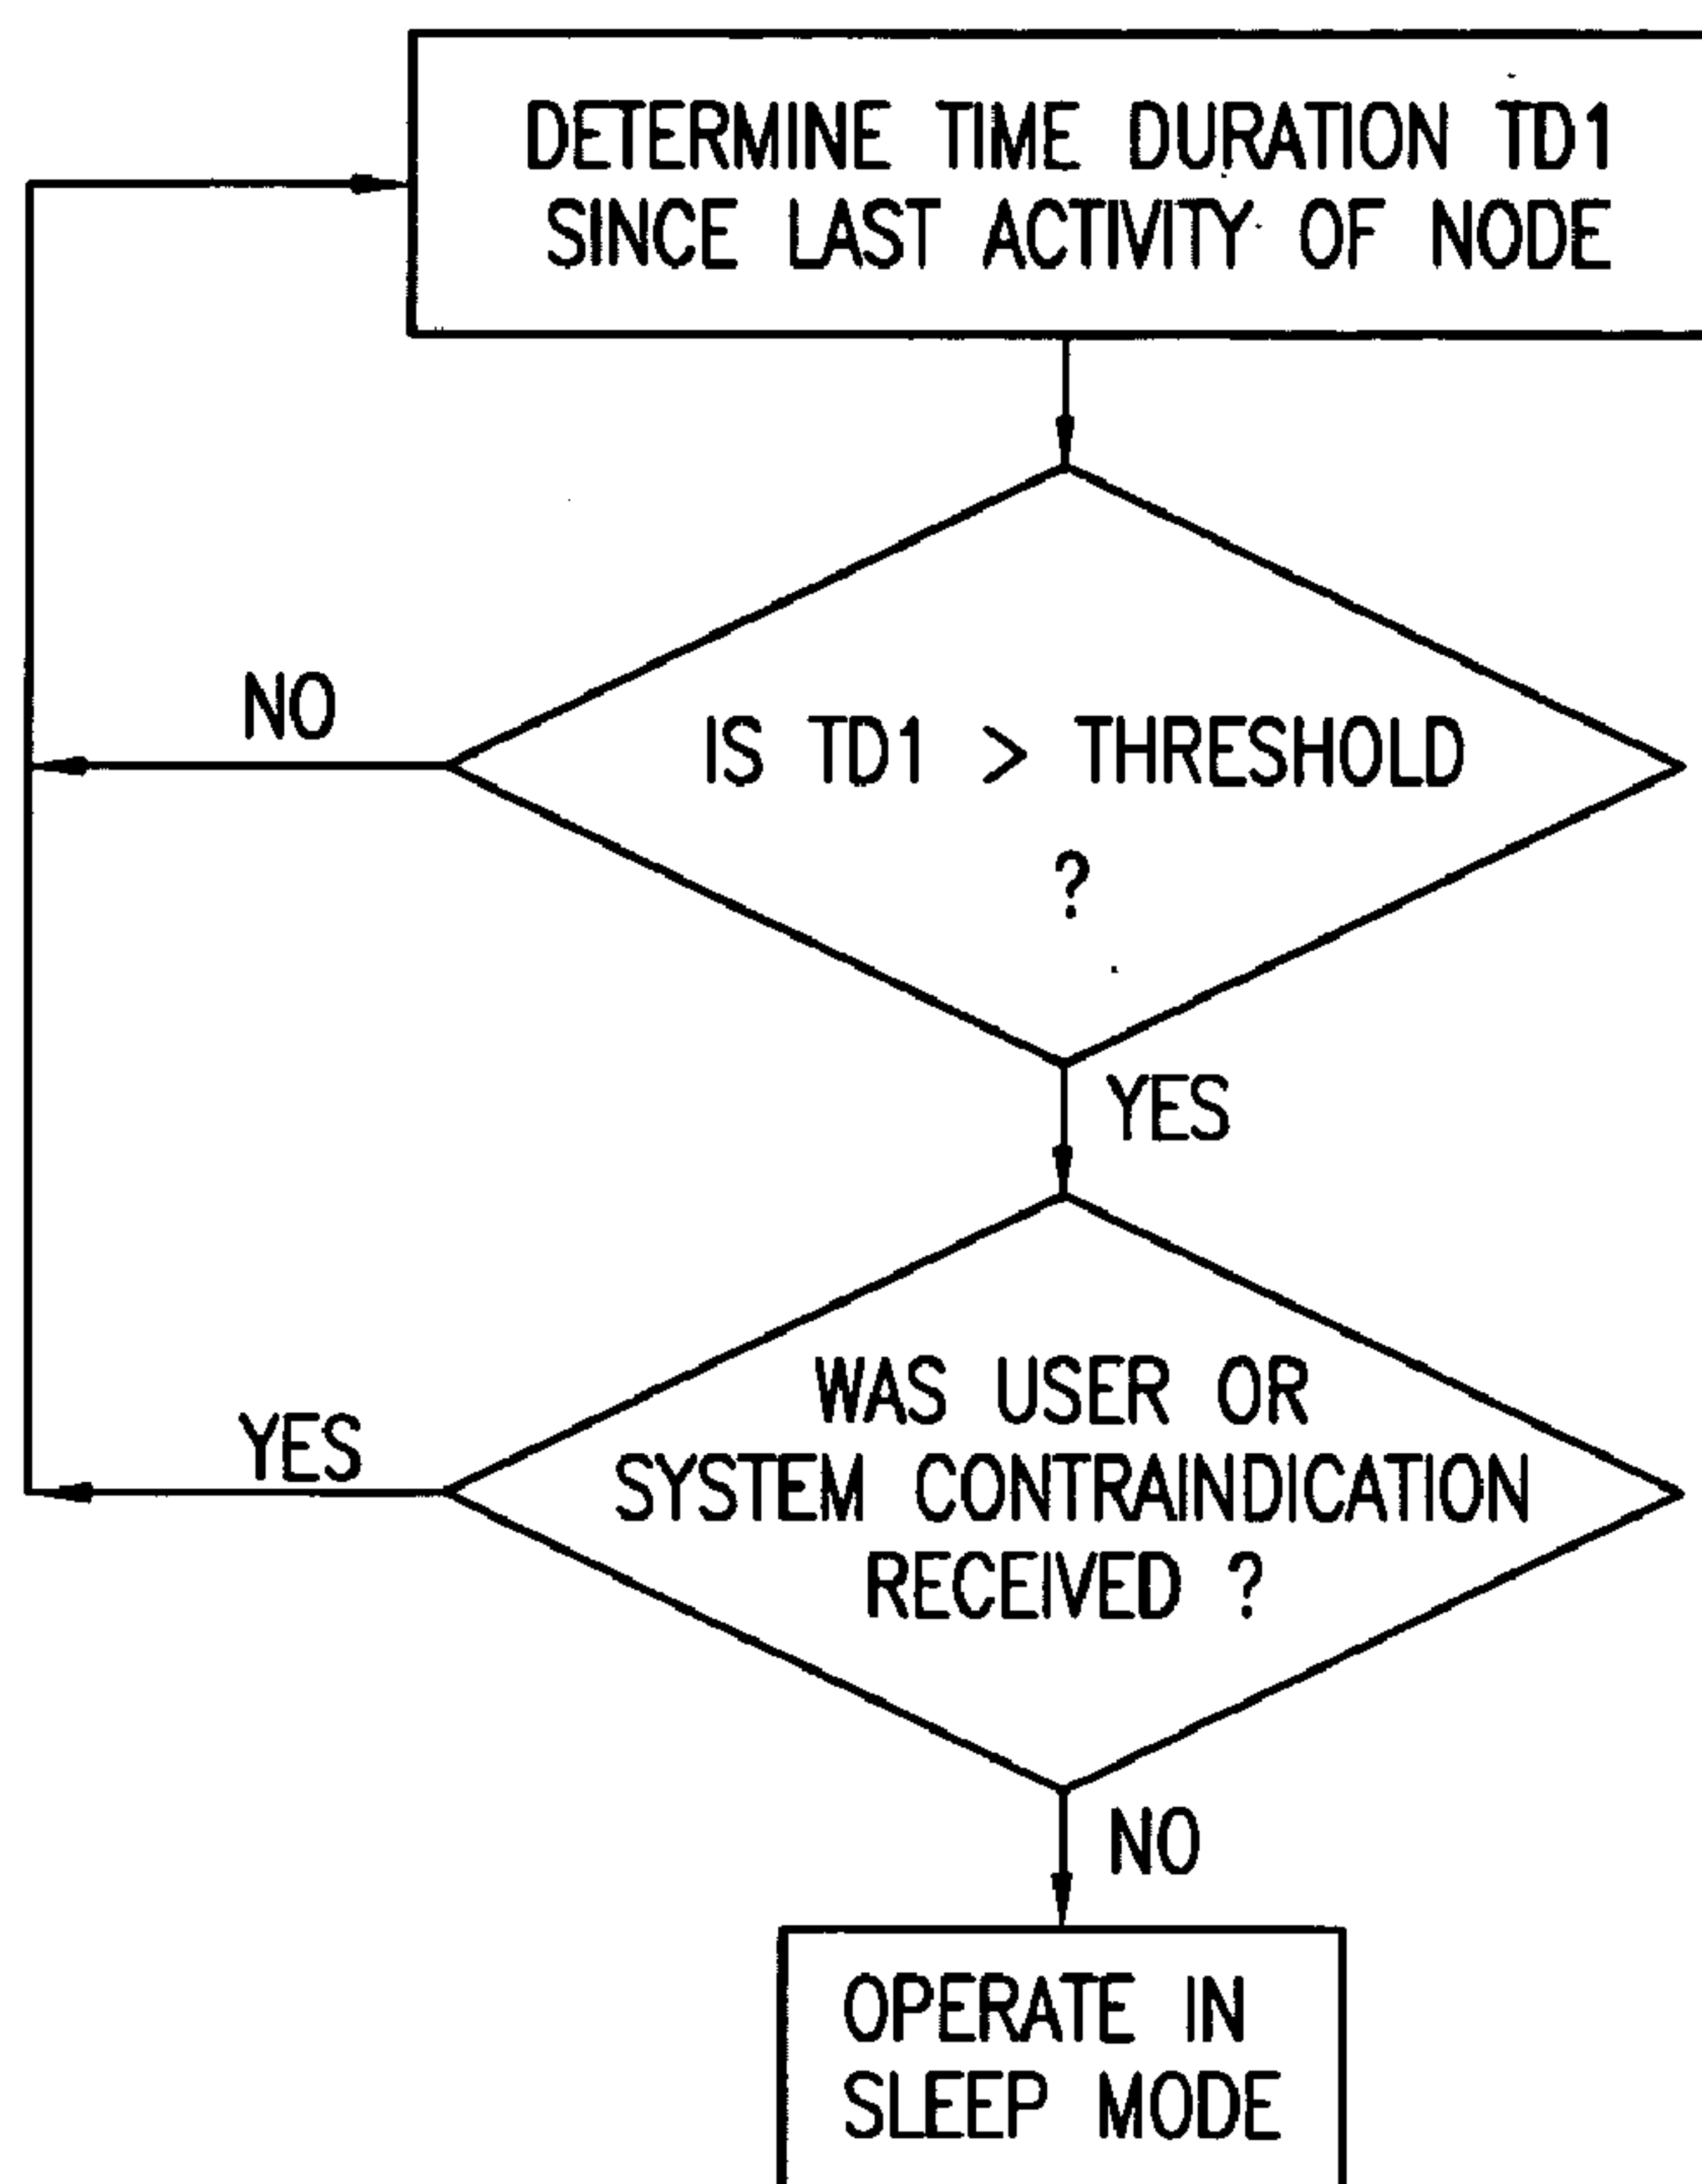 DETERMINE TIME DURATION TD1
SINCE LAST ACTIVITY OF NODE
NO
IS TD1 > THRESHOLD
?
YES
WAS USER OR
YES
SYSTEM CONTRAINDICATION
RECEIVED ?
NO
OPERATE IN
SLEEP MODE